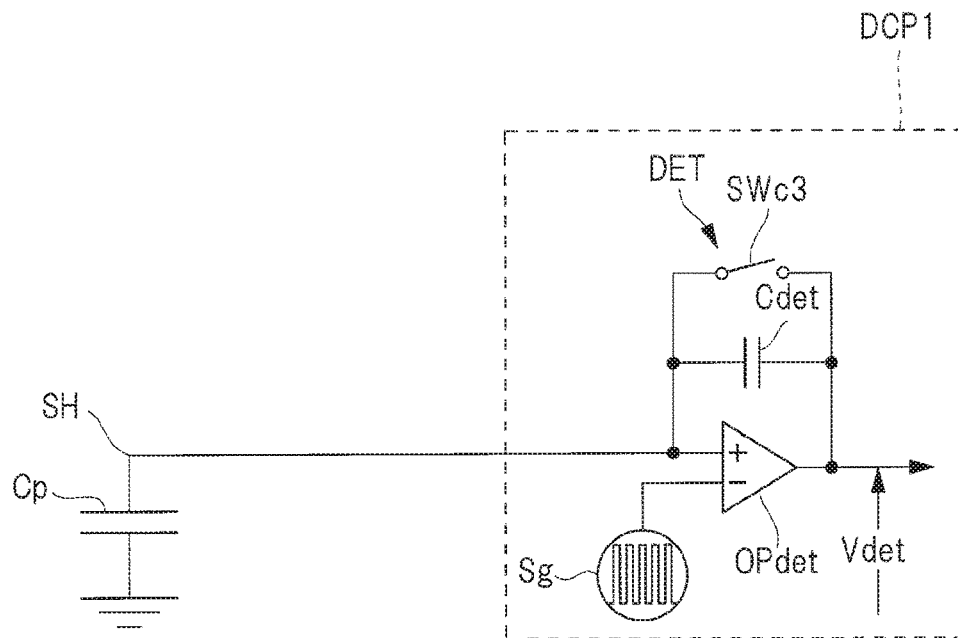 DCP1
DET
SWc3
Cdet
SH
Cp
+
−
Sg
OPdet
Vdet